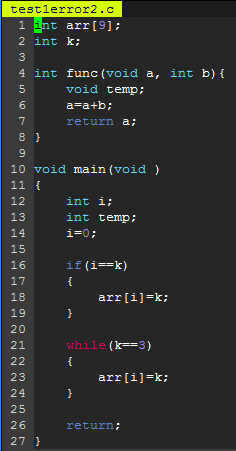 test1error2.c
1 int arr[9];
2 int k;
3
4 int func(void a, int b){
5     void temp;
6     a=a+b;
7     return a;
8 }
9
10 void main(void )
11 {
12     int i;
13     int temp;
14     i=0;
15
16     if(i==k)
17     {
18         arr[i]=k;
19     }
20
21     while(k==3)
22     {
23         arr[i]=k;
24     }
25
26     return;
27 }